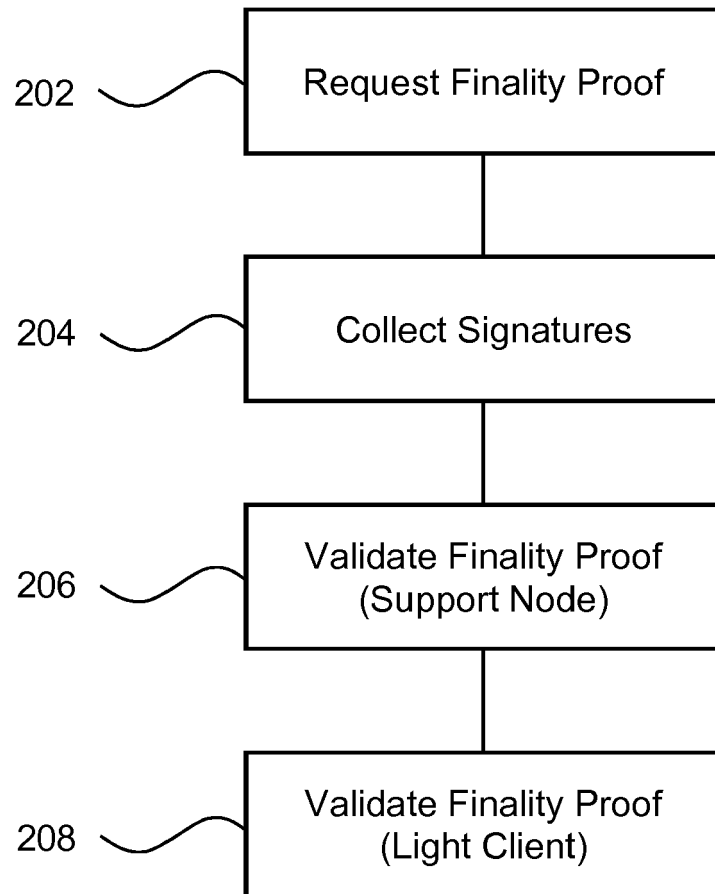 202
Request Finality Proof
204
Collect Signatures
206
Validate Finality Proof
(Support Node)
208
Validate Finality Proof
(Light Client)